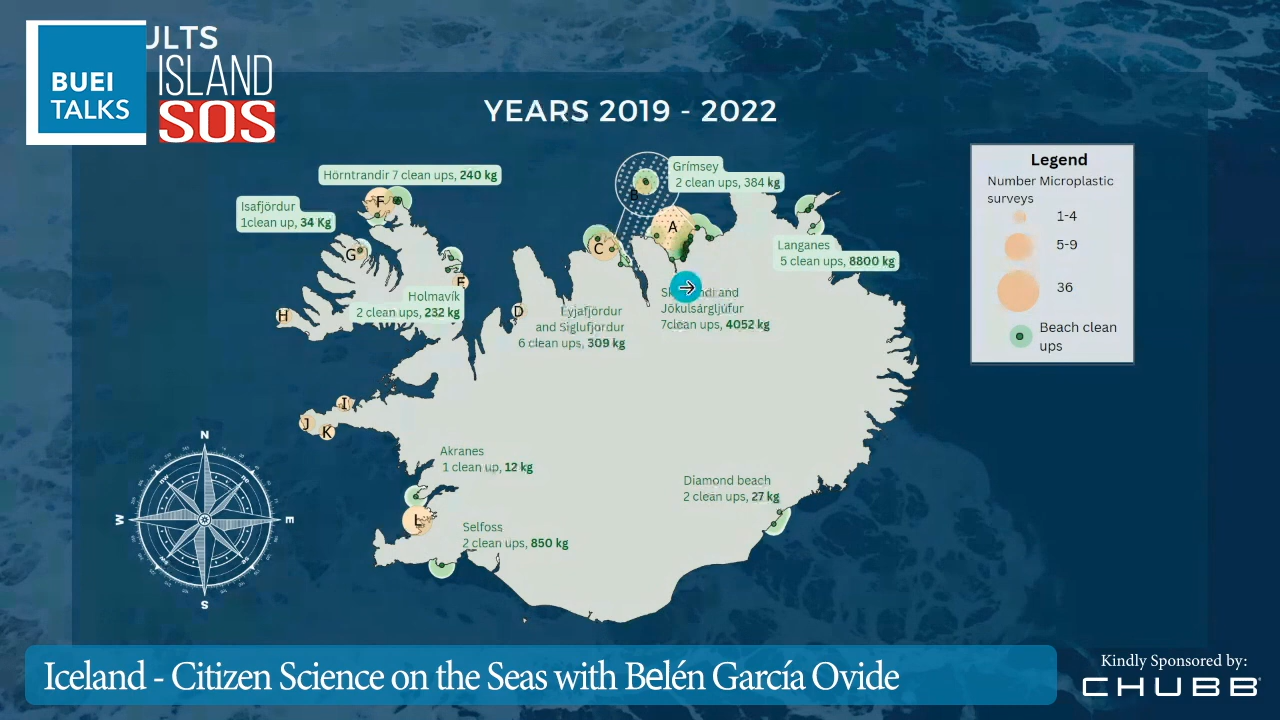 ULTS
BUEI
TALKS
ISLAND
SOS
YEARS 2019 - 2022
Hörntrandir 7 clean ups, 240 kg
Grímsey
2 clean ups, 384 kg
Isafjördur
1clean up, 34 Kg
Langanes
5 clean ups, 8800 kg
Holmavík
2 clean ups, 232 kg
Eyjafjördur
and Siglufjordur
6 clean ups, 309 kg
and
Jökulsárgljúfur
7clean ups, 4052 kg
Akranes
1 clean up, 12 kg
Selfoss
2 clean ups, 850 kg
Diamond beach
2 clean ups, 27 kg
A
B
C
D
E
F
G
H
I
J
K
L
Legend
Number Microplastic
surveys
1-4
5-9
36
Beach clean
ups
N
W
E
S
Iceland - Citizen Science on the Seas with Belén García Ovide
Kindly Sponsored by:
CHUBB